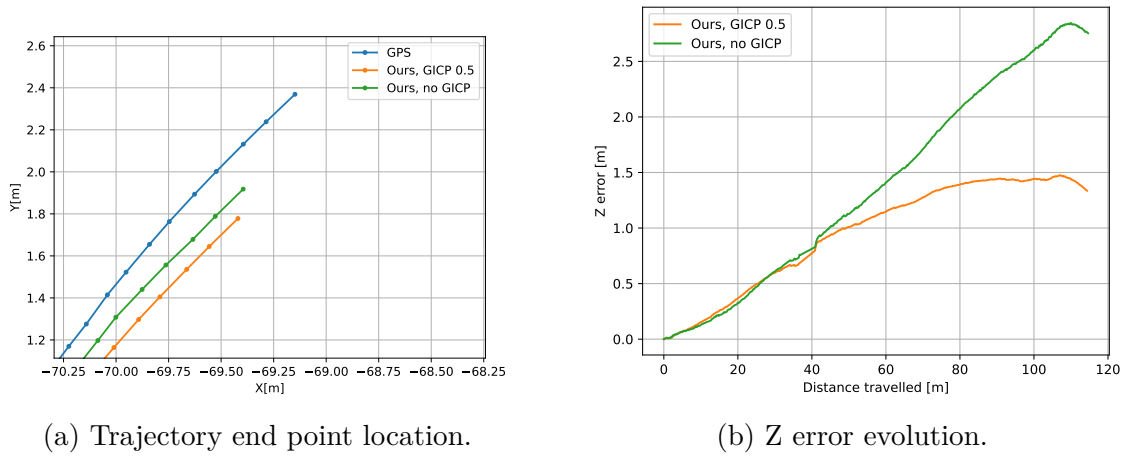 2.6
2.4
2.2
2.0
1.8
1.6
1.4
1.2
Y[m]
−70.25 −70.00 −69.75 −69.50 −69.25 −69.00 −68.75 −68.50 −68.25
X[m]
GPS
Ours, GICP 0.5
Ours, no GICP
(a) Trajectory end point location.
2.5
2.0
1.5
1.0
0.5
0.0
Z error [m]
0 20 40 60 80 100 120
Distance travelled [m]
Ours, GICP 0.5
Ours, no GICP
(b) Z error evolution.